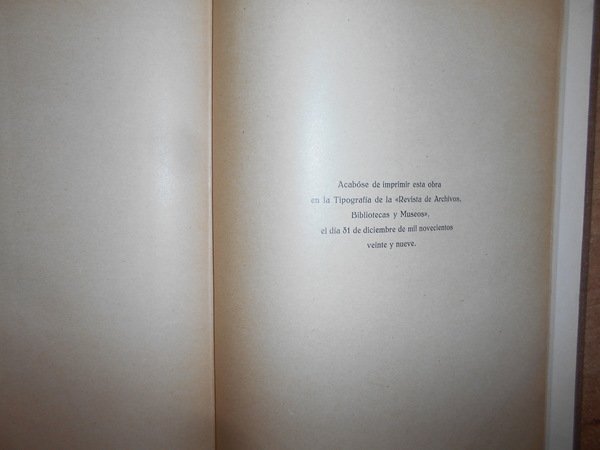 Acabóse de imprimir esta obra
en la Tipografía de la «Revista de Archivos,
Bibliotecas y Museos»,
el día 31 de diciembre de mil novecientos
veinte y nueve.